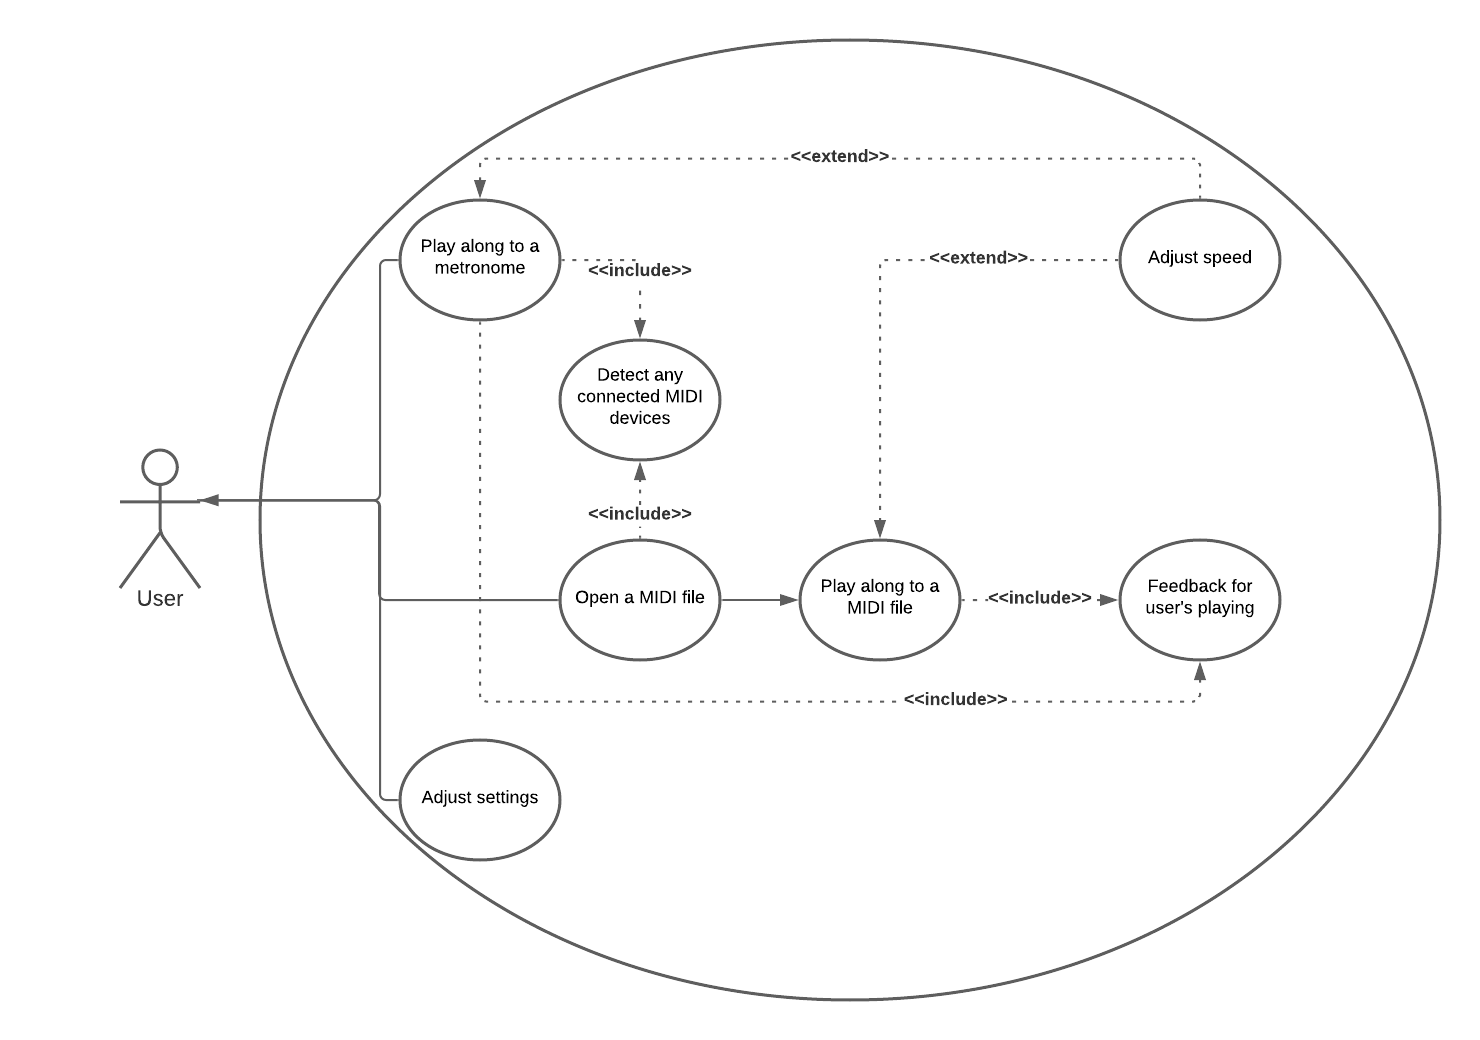 <<extend>>
Play along to a
metronome
<<include>>
<<extend>>
Adjust speed
Detect any
connected MIDI
devices
<<include>>
User
Open a MIDI file
Play along to a
MIDI file
<<include>>
Feedback for
user's playing
<<include>>
Adjust settings